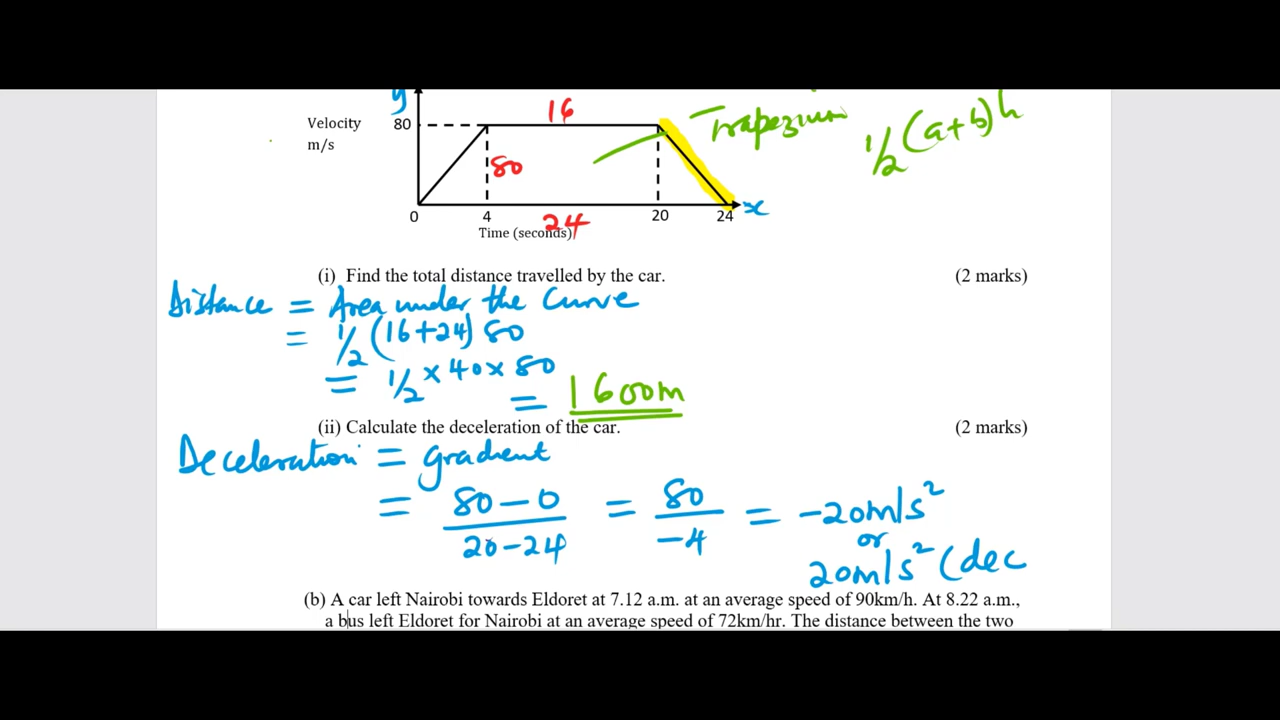 y
16
Trapezium
½(a+b)h
Velocity
m/s
80
80
0 4 20 24 x
24
Time (seconds)
(i) Find the total distance travelled by the car. (2 marks)
Distance = Area under the Curve
= ½ (16+24) 80
= ½ × 40 × 80
= 1600m
(ii) Calculate the deceleration of the car. (2 marks)
Deceleration = gradient
= 80-0/20-24 = 80/-4 = -20m/s²
or
20m/s² (dec
(b) A car left Nairobi towards Eldoret at 7.12 a.m. at an average speed of 90km/h. At 8.22 a.m.,
a bus left Eldoret for Nairobi at an average speed of 72km/hr. The distance between the two